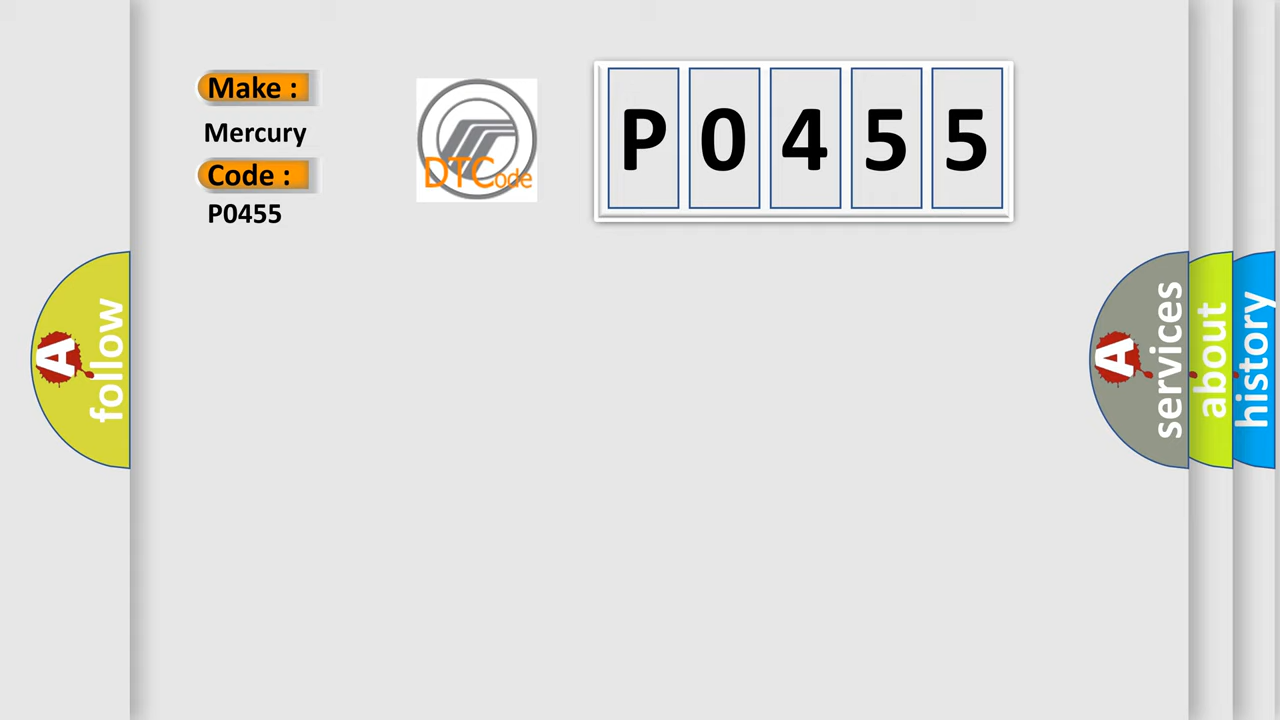 Make :
Mercury
Code :
P0455
DTCode
P 0 4 5 5
A follow
A services
about
history